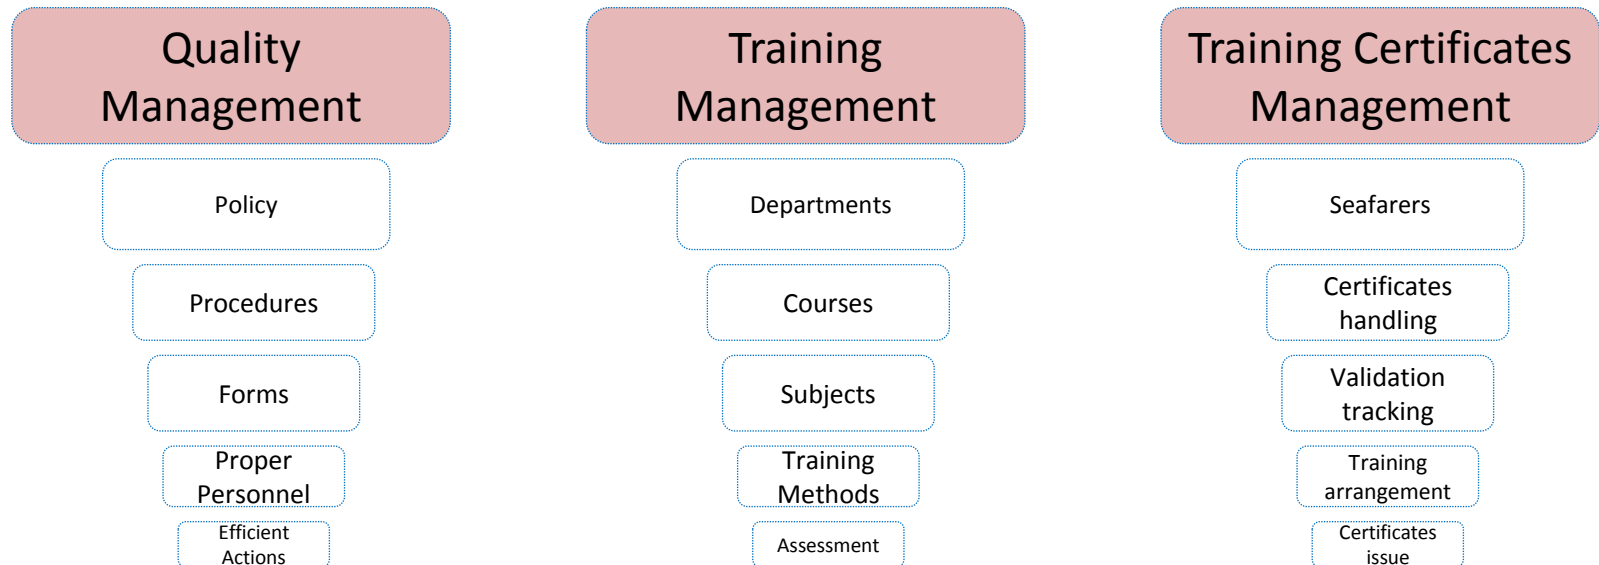 Quality
Management
Policy
Procedures
Forms
Proper
Personnel
Efficient
Actions
Training
Management
Departments
Courses
Subjects
Training
Methods
Assessment
Training Certificates
Management
Seafarers
Certificates
handling
Validation
tracking
Training
arrangement
Certificates
issue